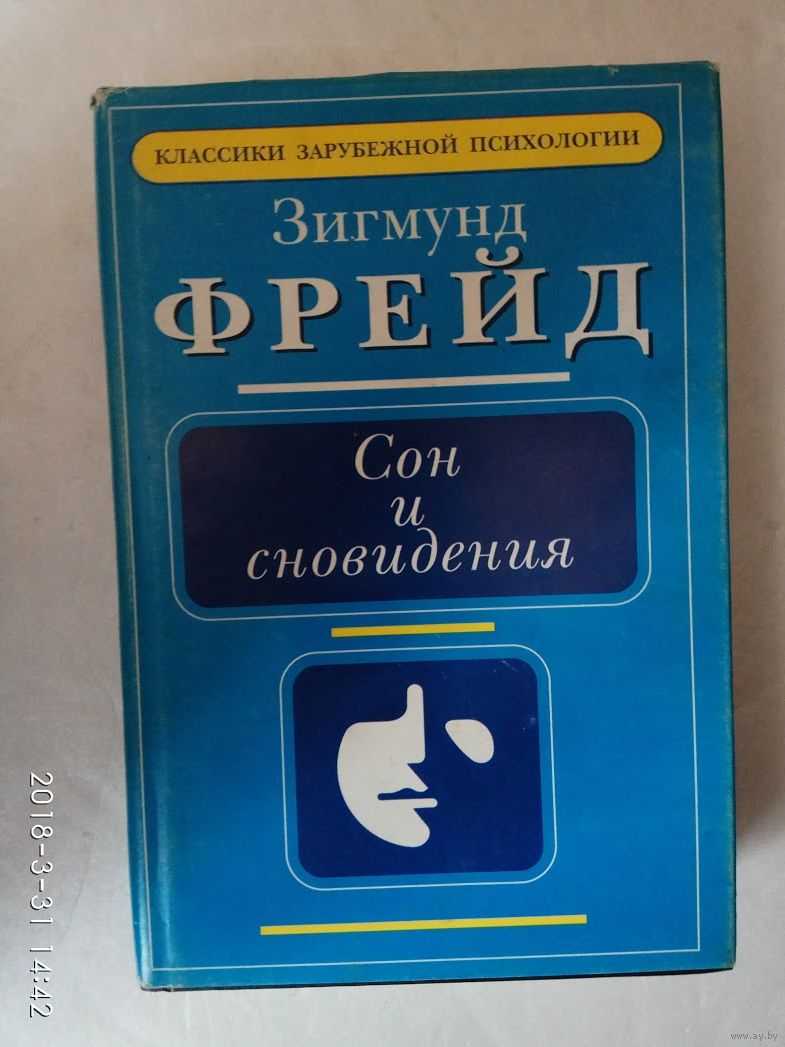 КЛАССИКИ ЗАРУБЕЖНОЙ ПСИХОЛОГИИ
Зигмунд
ФРЕЙД
Сон
и
сновидения
2018-3-31 14:42
www.ay.by